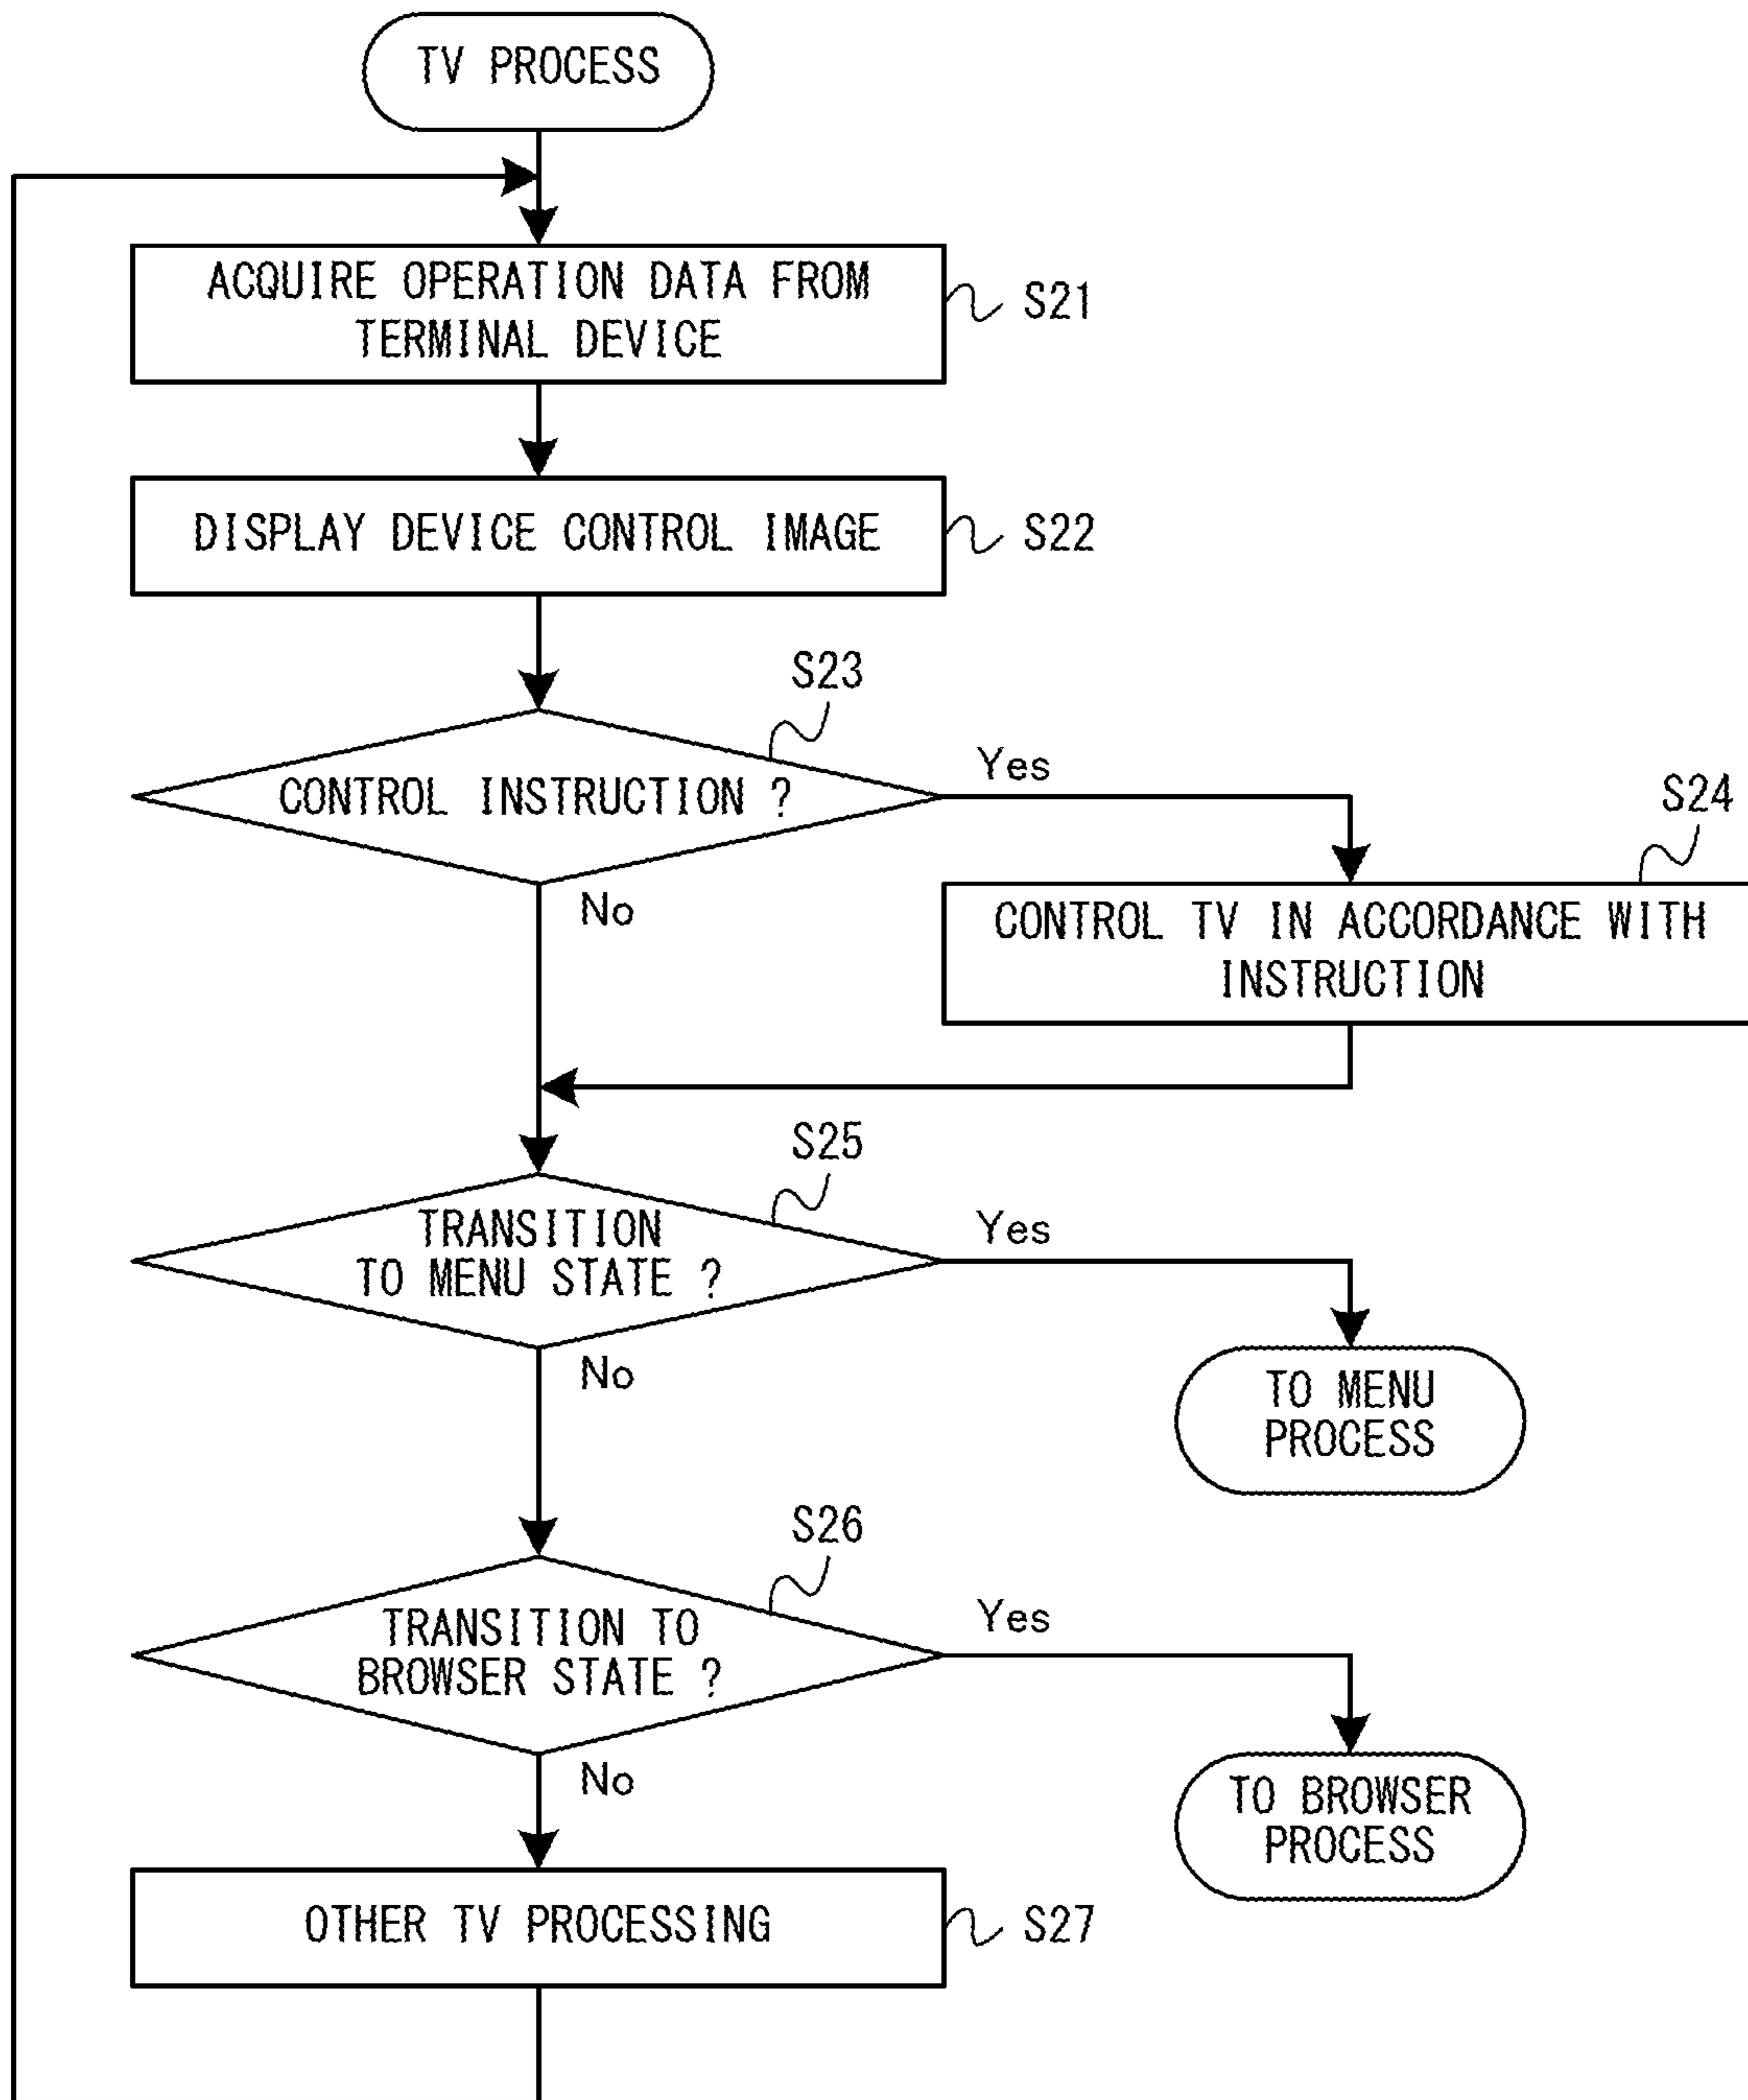 TV PROCESS
ACQUIRE OPERATION DATA FROM
TERMINAL DEVICE
S21
DISPLAY DEVICE CONTROL IMAGE
S22
S23
CONTROL INSTRUCTION ?
Yes
No
S24
CONTROL TV IN ACCORDANCE WITH
INSTRUCTION
S25
TRANSITION
TO MENU STATE ?
Yes
No
TO MENU
PROCESS
S26
TRANSITION TO
BROWSER STATE ?
Yes
No
TO BROWSER
PROCESS
OTHER TV PROCESSING
S27